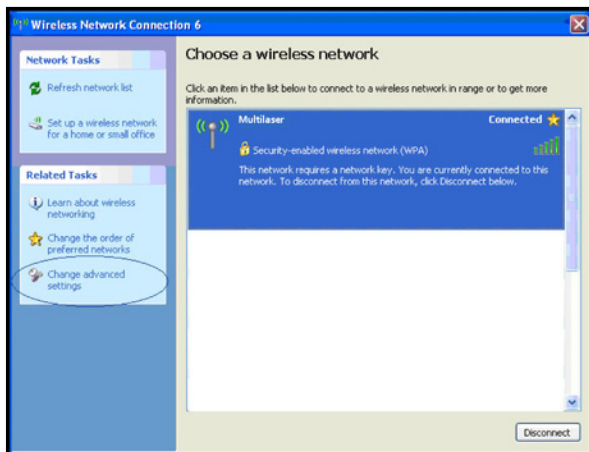 Wireless Network Connection 6
Network Tasks
Refresh network list
Set up a wireless network
for a home or small office
Related Tasks
Learn about wireless
networking
Change the order of
preferred networks
Change advanced
settings
Choose a wireless network
Click an item in the list below to connect to a wireless network in range or to get more
information.
Multilaser
Connected
Security-enabled wireless network (WPA)
This network requires a network key. You are currently connected to this
network. To disconnect from this network, click Disconnect below.
Disconnect